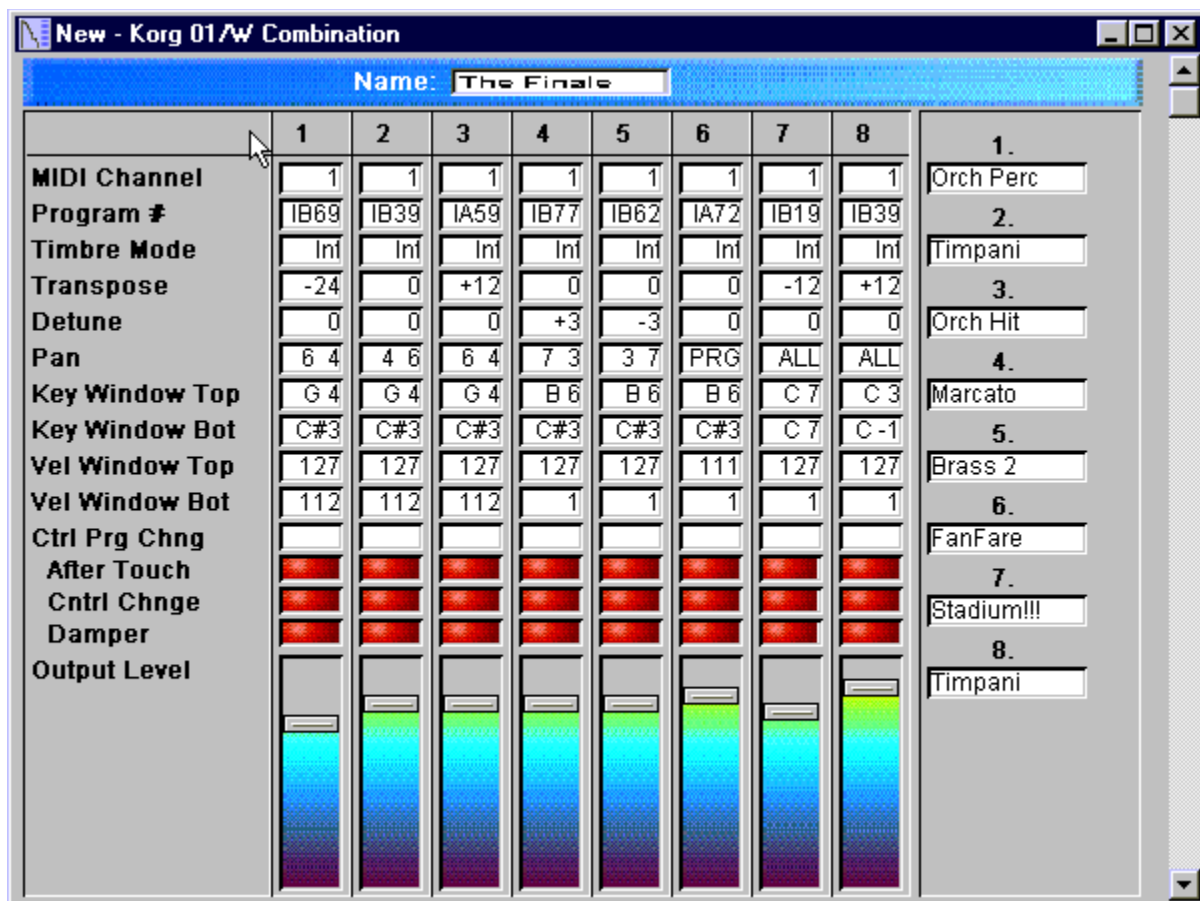 New - Korg 01/W Combination
Name: The Finale
1 2 3 4 5 6 7 8
MIDI Channel 1 1 1 1 1 1 1 1
Program # IB69 IB39 IA59 IB77 IB62 IA72 IB19 IB39
Timbre Mode Int Int Int Int Int Int Int Int
Transpose -24 0 +12 0 0 0 -12 +12
Detune 0 0 0 +3 -3 0 0 0
Pan 6 4 4 6 6 4 7 3 3 7 PRG ALL ALL
Key Window Top G 4 G 4 G 4 B 6 B 6 B 6 C 7 C 3
Key Window Bot C#3 C#3 C#3 C#3 C#3 C#3 C 7 C -1
Vel Window Top 127 127 127 127 127 111 127 127
Vel Window Bot 112 112 112 1 1 1 1 1
Ctrl Prg Chng
After Touch
Cntrl Chnge
Damper
Output Level
1.
Orch Perc
2.
Timpani
3.
Orch Hit
4.
Marcato
5.
Brass 2
6.
FanFare
7.
Stadium!!!
8.
Timpani